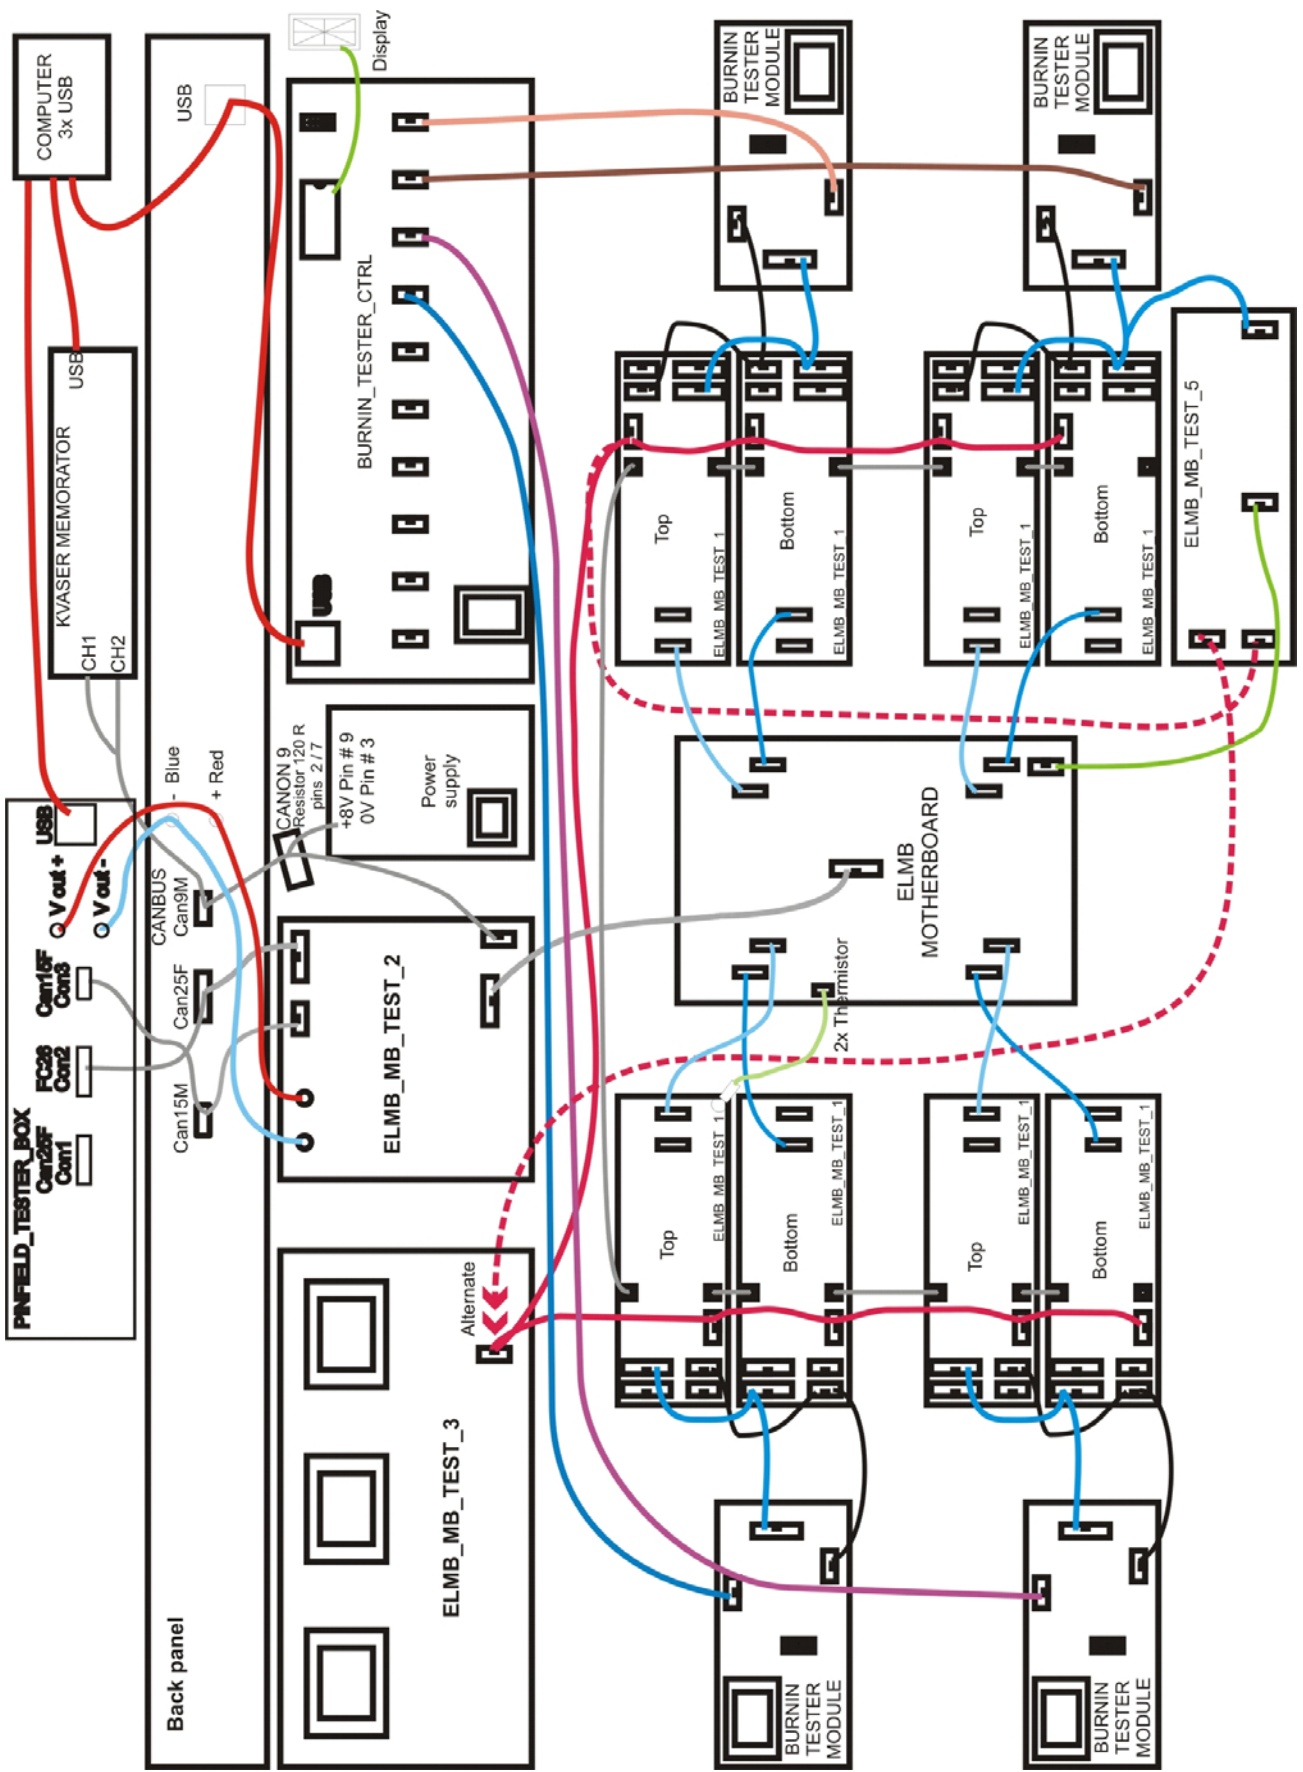 COMPUTER
3x USB
USB
Display
BURNIN
TESTER
MODULE
BURNIN
TESTER
MODULE
KVASER MEMORATOR
USB
CH1
CH2
BURNIN_TESTER_CTRL
USB
Top
ELMB_MB_TEST_1
Bottom
ELMB_MB_TEST_1
Top
ELMB_MB_TEST_1
Bottom
ELMB_MB_TEST_1
ELMB_MB_TEST_5
PINFIELD_TESTER_BOX
Can26F
Con1
FC26
Con2
Can15F
Con3
V out +
V out -
USB
- Blue
+ Red
CANBUS
Can9M
Can25F
Can15M
CANON 9
Resistor 120 R
pins 2 / 7
+8V Pin # 9
0V Pin # 3
Power
supply
ELMB_MB_TEST_2
ELMB
MOTHERBOARD
2x Thermistor
Back panel
ELMB_MB_TEST_3
Alternate
Top
ELMB_MB_TEST_1
Bottom
ELMB_MB_TEST_1
Top
ELMB_MB_TEST_1
Bottom
ELMB_MB_TEST_1
BURNIN
TESTER
MODULE
BURNIN
TESTER
MODULE